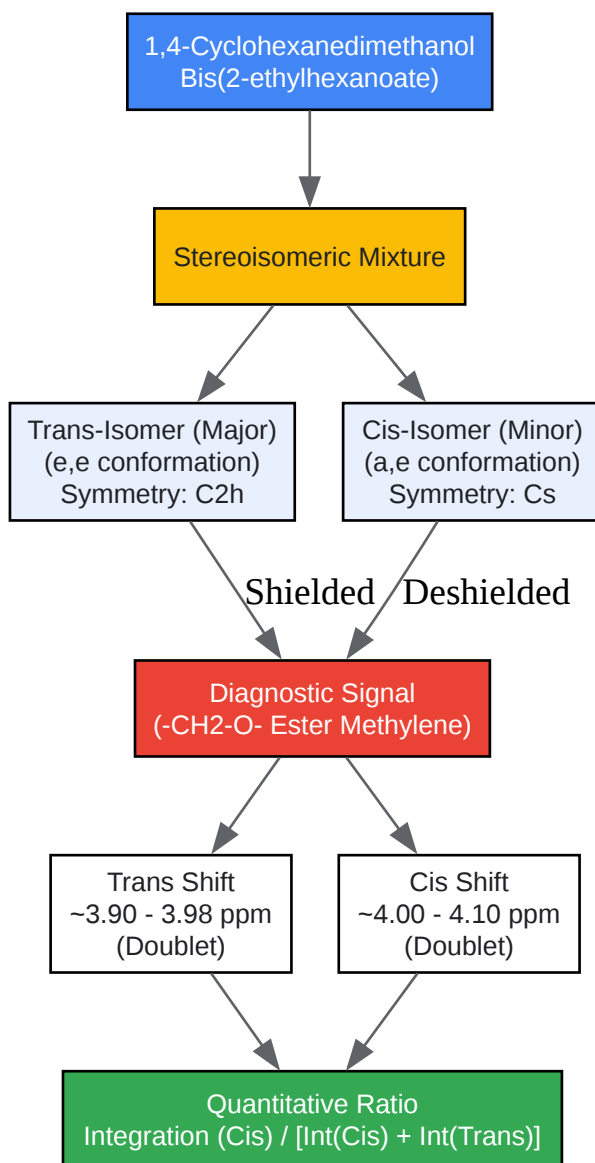 1,4-Cyclohexanedimethanol
Bis(2-ethylhexanoate)
Stereoisomeric Mixture
Trans-Isomer (Major)
(e,e conformation)
Symmetry: C2h
Cis-Isomer (Minor)
(a,e conformation)
Symmetry: Cs
Shielded
Deshielded
Diagnostic Signal
(-CH2-O- Ester Methylene)
Trans Shift
~3.90 - 3.98 ppm
(Doublet)
Cis Shift
~4.00 - 4.10 ppm
(Doublet)
Quantitative Ratio
Integration (Cis) / [Int(Cis) + Int(Trans)]